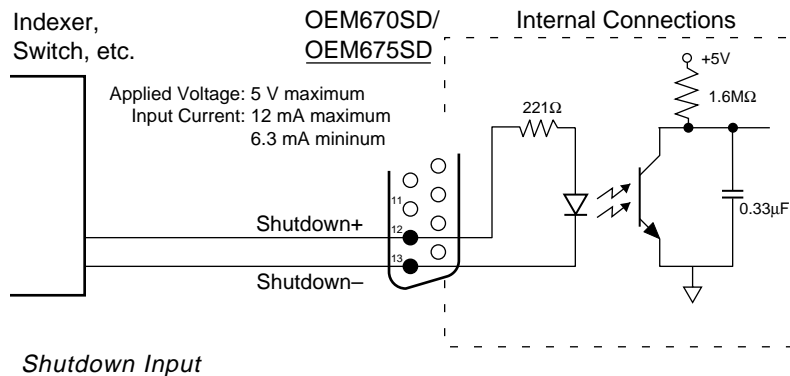 Indexer,
Switch, etc.
OEM670SD/
OEM675SD
Internal Connections
Applied Voltage: 5 V maximum
Input Current: 12 mA maximum
6.3 mA mininum
+5V
1.6MΩ
221Ω
0.33µF
11
Shutdown+
12
13
Shutdown–
Shutdown Input